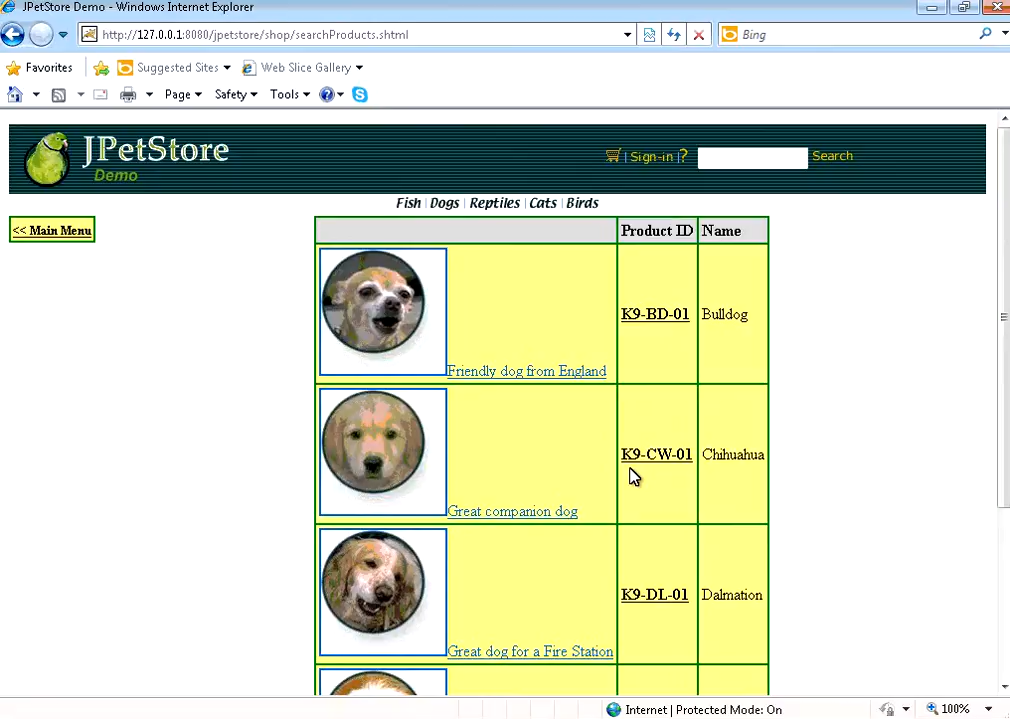 JPetStore Demo - Windows Internet Explorer
http://127.0.0.1:8080/jpetstore/shop/searchProducts.shtml
Bing
Favorites
Suggested Sites
Web Slice Gallery
Page
Safety
Tools
JPetStore
Demo
| Sign-in |?
Search
Fish | Dogs | Reptiles | Cats | Birds
<< Main Menu
Product ID
Name
Friendly dog from England
K9-BD-01
Bulldog
Great companion dog
K9-CW-01
Chihuahua
Great dog for a Fire Station
K9-DL-01
Dalmation
Internet | Protected Mode: On
100%